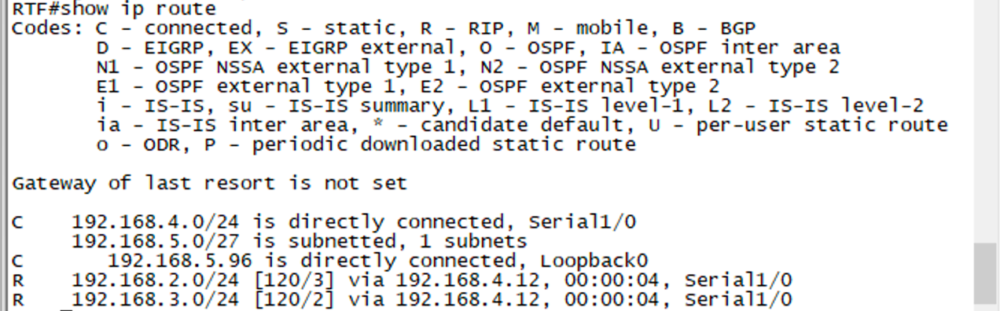 RTF#show ip route
Codes: C - connected, S - static, R - RIP, M - mobile, B - BGP
       D - EIGRP, EX - EIGRP external, O - OSPF, IA - OSPF inter area
       N1 - OSPF NSSA external type 1, N2 - OSPF NSSA external type 2
       E1 - OSPF external type 1, E2 - OSPF external type 2
       i - IS-IS, su - IS-IS summary, L1 - IS-IS level-1, L2 - IS-IS level-2
       ia - IS-IS inter area, * - candidate default, U - per-user static route
       o - ODR, P - periodic downloaded static route
Gateway of last resort is not set
C    192.168.4.0/24 is directly connected, Serial1/0
     192.168.5.0/27 is subnetted, 1 subnets
C       192.168.5.96 is directly connected, Loopback0
R    192.168.2.0/24 [120/3] via 192.168.4.12, 00:00:04, Serial1/0
R    192.168.3.0/24 [120/2] via 192.168.4.12, 00:00:04, Serial1/0